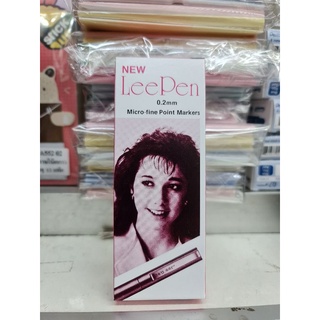 NEW
LeePen
0.2mm
Micro-fine Point Markers